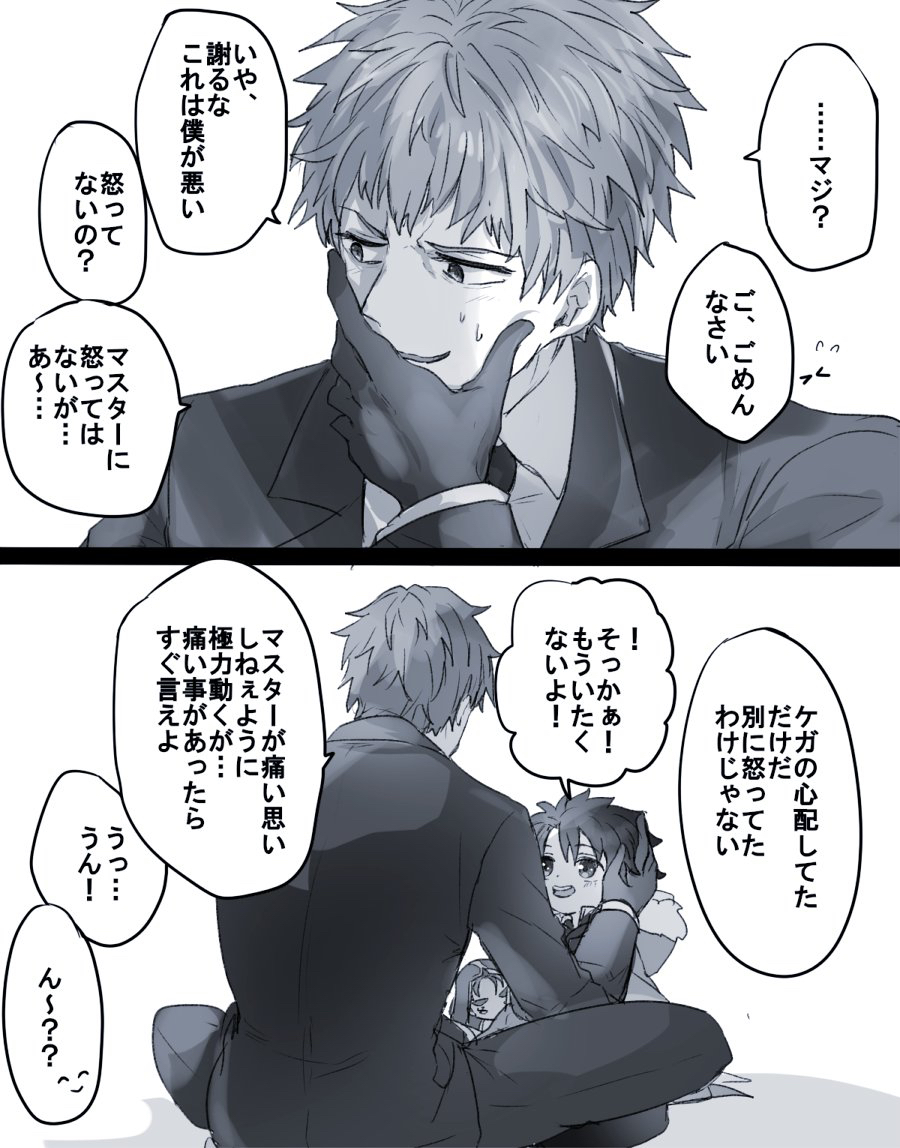 ……マジ？
ご、ごめん
なさい
いや、
謝るな
これは僕が悪い
怒って
ないの？
マスターに
怒っては
ないが…
あ～…
ケガの心配してた
だけだ
別に怒ってた
わけじゃない
！
そっかぁ！
もういたく
ないよ！
マスターが痛い思い
しねぇように
極力動くが…
痛い事があったら
すぐ言えよ
うっ…
うん！
ん～？？